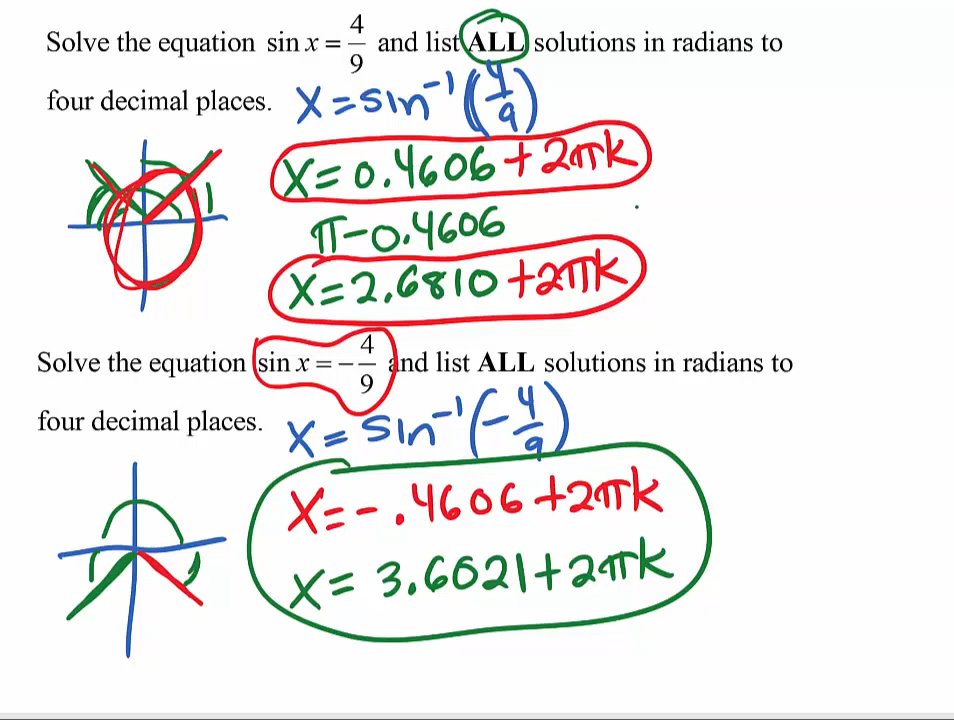 Solve the equation sin x = 4/9 and list ALL solutions in radians to
four decimal places. x = sin⁻¹(4/9)
x = 0.4606 + 2πk
π - 0.4606
x = 2.6810 + 2πk
Solve the equation sin x = -4/9 and list ALL solutions in radians to
four decimal places. x = sin⁻¹(-4/9)
x = -.4606 + 2πk
x = 3.6021 + 2πk